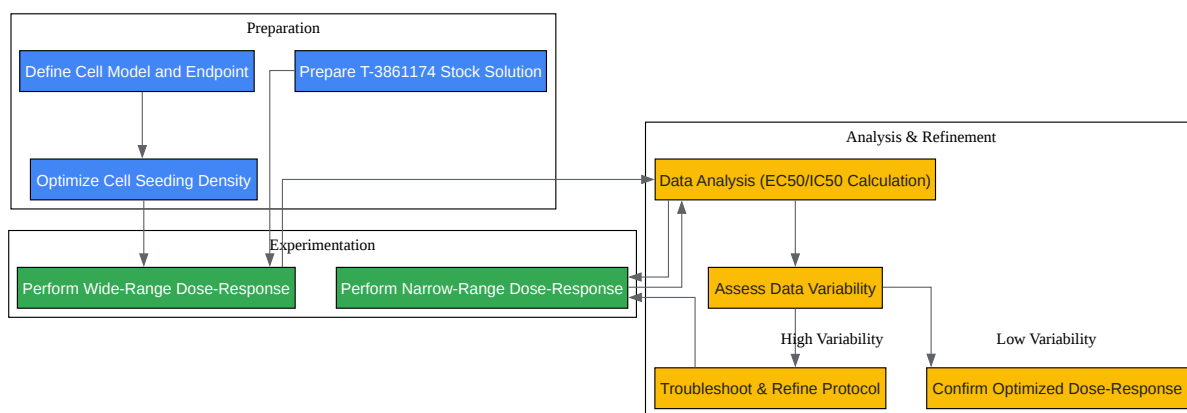 Preparation
Define Cell Model and Endpoint
Prepare T-3861174 Stock Solution
Optimize Cell Seeding Density
Experimentation
Perform Wide-Range Dose-Response
Perform Narrow-Range Dose-Response
Analysis & Refinement
Data Analysis (EC50/IC50 Calculation)
Assess Data Variability
High Variability
Low Variability
Troubleshoot & Refine Protocol
Confirm Optimized Dose-Response